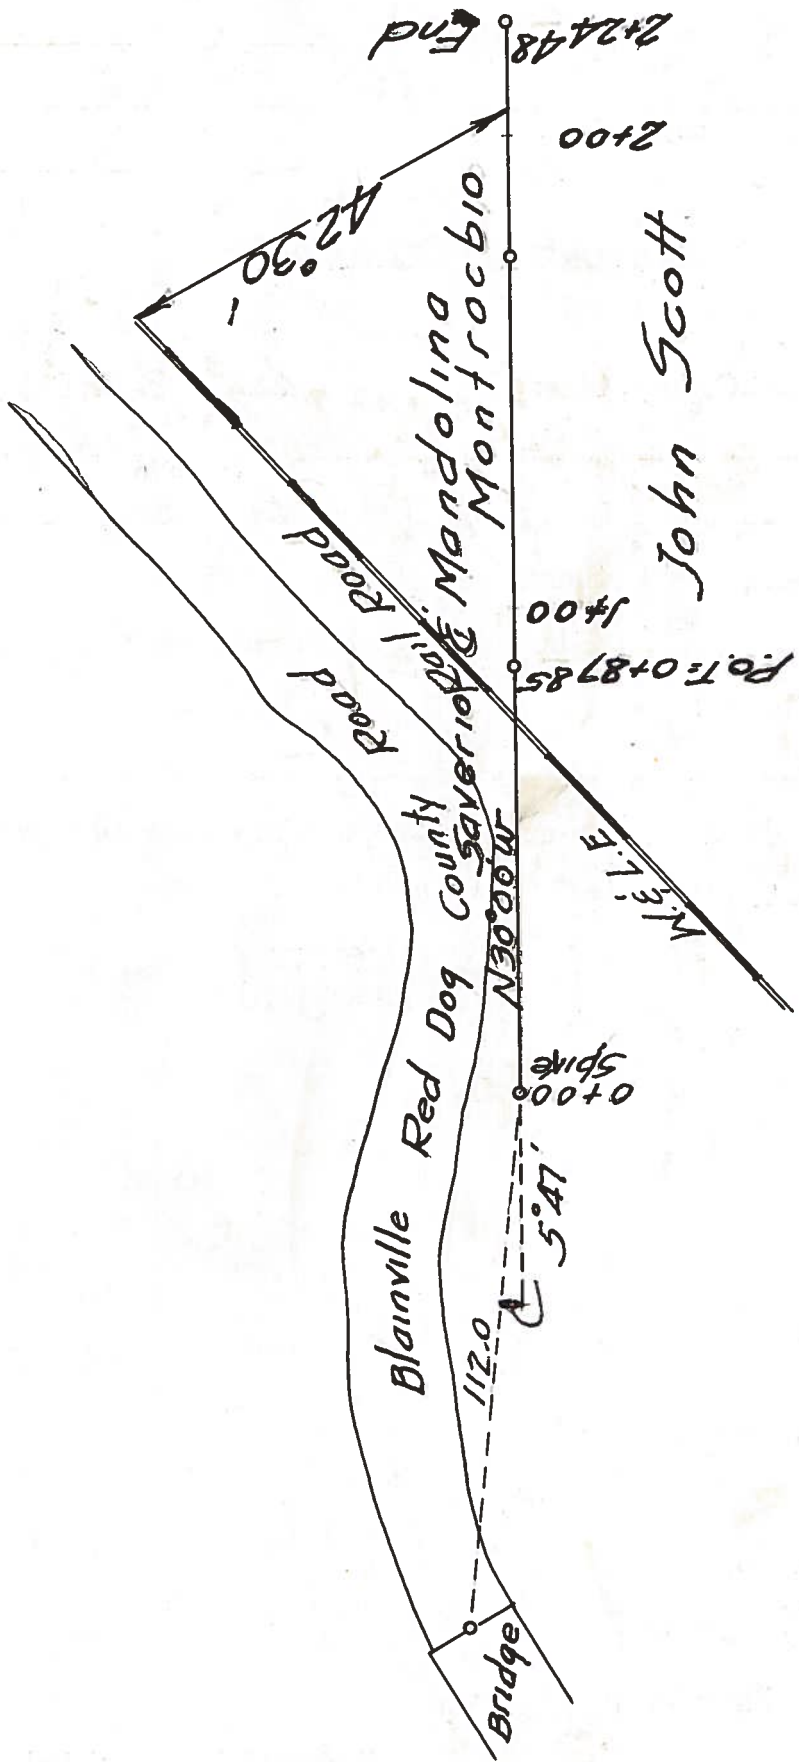 End
2+24.48
2+00
42°30'
John Scott
Saverio & Mandolina
Montrocbio
1+00
P.O.T. = 0+87.85
Rail Road
W. & L.E.
N30°00'W
0+00
Spike
5°47'
112.0
Blainville Red Dog County Road
Bridge